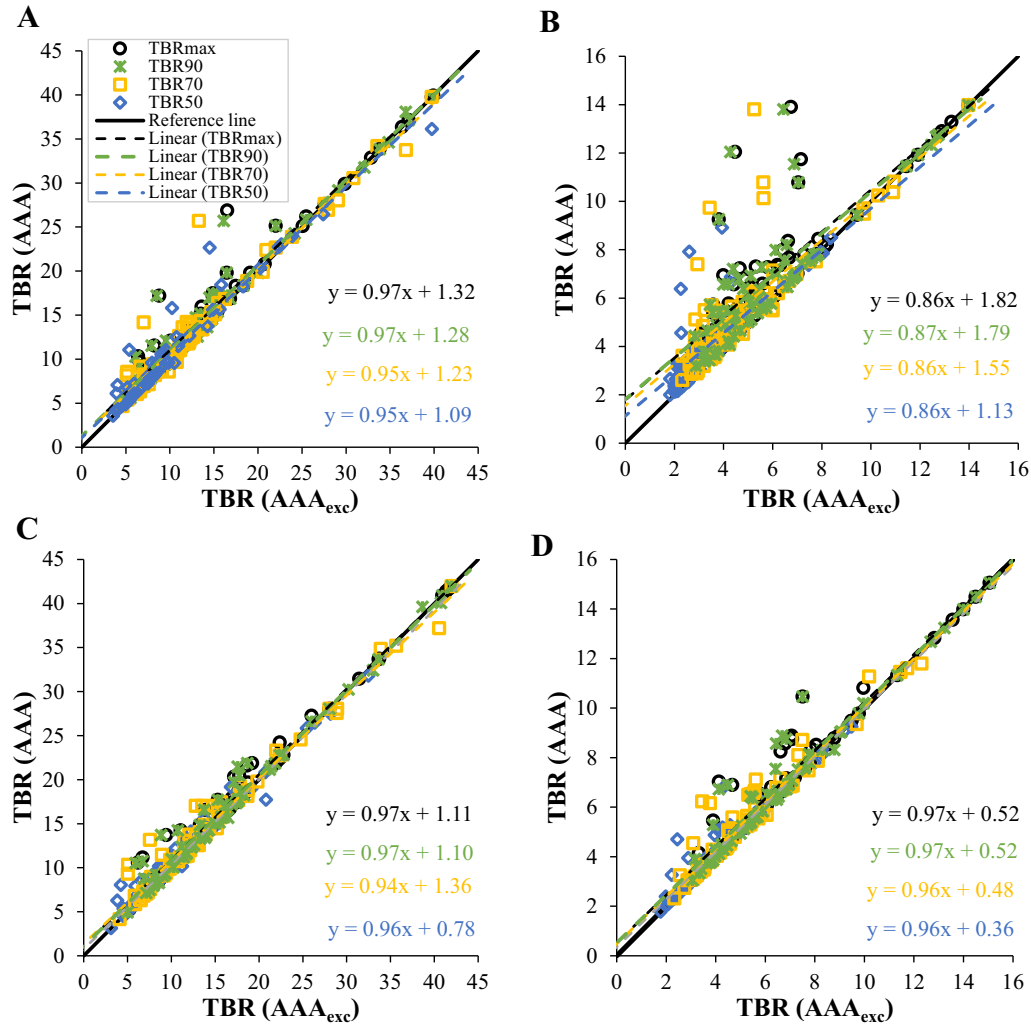 A
TBR (AAA)
45
40
35
30
25
20
15
10
5
0
TBRmax
TBR90
TBR70
TBR50
Reference line
Linear (TBRmax)
Linear (TBR90)
Linear (TBR70)
Linear (TBR50)
y = 0.97x + 1.32
y = 0.97x + 1.28
y = 0.95x + 1.23
y = 0.95x + 1.09
0 5 10 15 20 25 30 35 40 45
TBR (AAAexc)
B
TBR (AAA)
16
14
12
10
8
6
4
2
0
y = 0.86x + 1.82
y = 0.87x + 1.79
y = 0.86x + 1.55
y = 0.86x + 1.13
0 2 4 6 8 10 12 14 16
TBR (AAAexc)
C
TBR (AAA)
45
40
35
30
25
20
15
10
5
0
y = 0.97x + 1.11
y = 0.97x + 1.10
y = 0.94x + 1.36
y = 0.96x + 0.78
0 5 10 15 20 25 30 35 40 45
TBR (AAAexc)
D
TBR (AAA)
16
14
12
10
8
6
4
2
0
y = 0.97x + 0.52
y = 0.97x + 0.52
y = 0.96x + 0.48
y = 0.96x + 0.36
0 2 4 6 8 10 12 14 16
TBR (AAAexc)